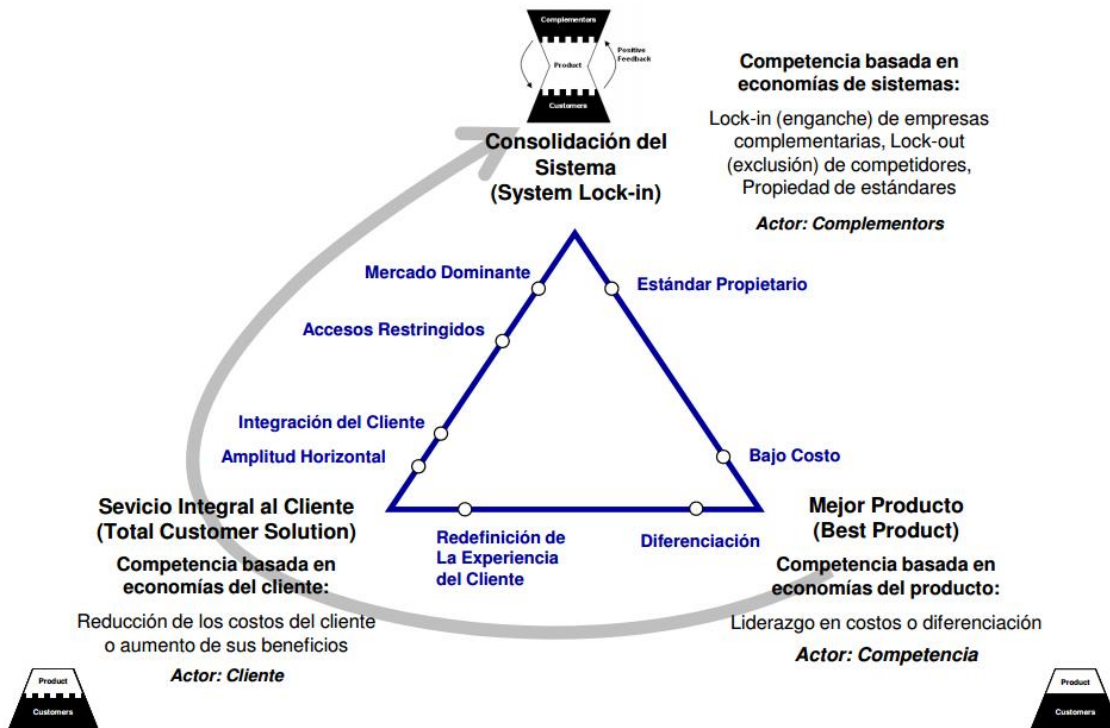 Complementors
Positive
Feedback
Product
Customers
Consolidación del
Sistema
(System Lock-in)
Competencia basada en
economías de sistemas:
Lock-in (enganche) de empresas
complementarias, Lock-out
(exclusión) de competidores,
Propiedad de estándares
Actor: Complementors
Mercado Dominante
Estándar Propietario
Accesos Restringidos
Integración del Cliente
Amplitud Horizontal
Bajo Costo
Sevicio Integral al Cliente
(Total Customer Solution)
Competencia basada en
economías del cliente:
Reducción de los costos del cliente
o aumento de sus beneficios
Actor: Cliente
Redefinición de
La Experiencia
del Cliente
Diferenciación
Mejor Producto
(Best Product)
Competencia basada en
economías del producto:
Liderazgo en costos o diferenciación
Actor: Competencia
Product
Customers
Product
Customers